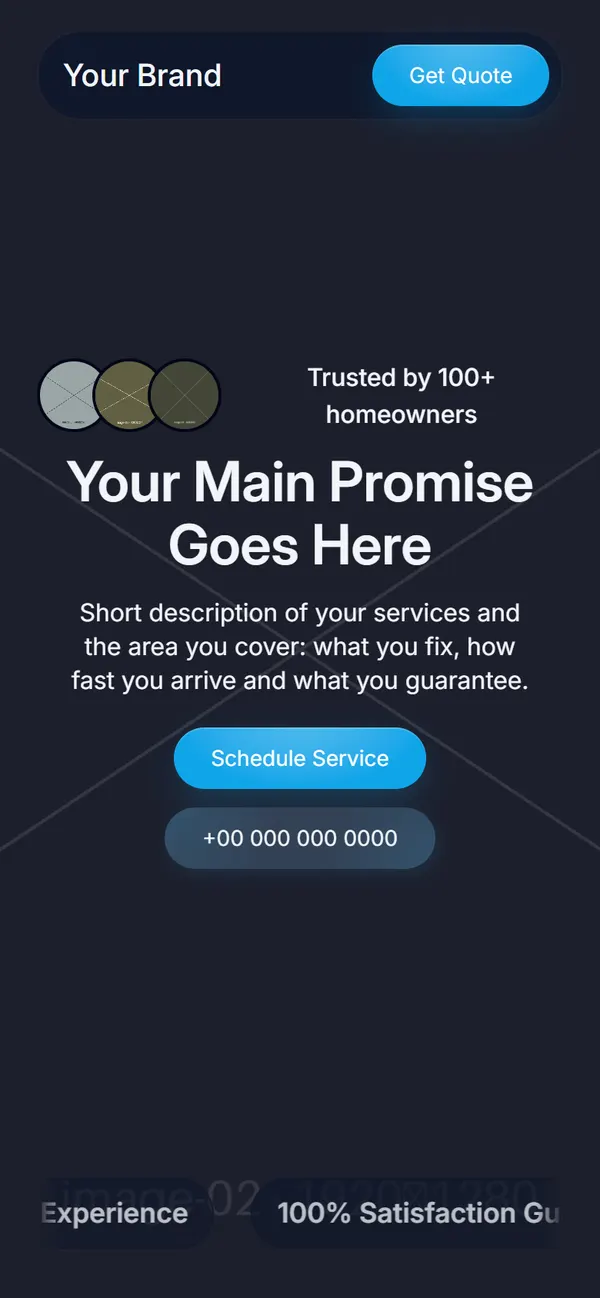 Your Brand
Get Quote
Trusted by 100+
homeowners
Your Main Promise
Goes Here
Short description of your services and
the area you cover: what you fix, how
fast you arrive and what you guarantee.
Schedule Service
+00 000 000 0000
Experience
100% Satisfaction Gu